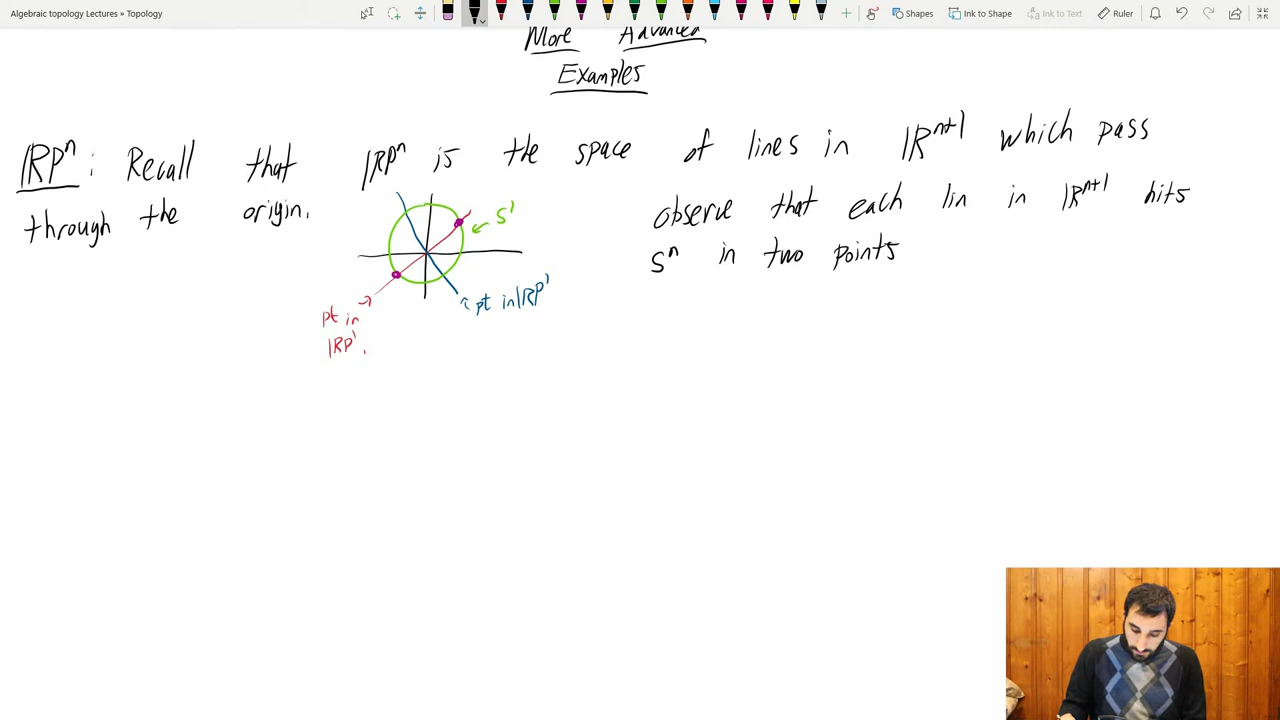 Algebraic topology Lectures » Topology
Shapes
Ink to Shape
Ink to Text
Ruler
More Advanced
Examples
ℝPⁿ: Recall that ℝPⁿ is the space of lines in ℝⁿ⁺¹ which pass
through the origin.
S¹
pt in
ℝP¹.
pt in ℝP¹
observe that each lin in ℝⁿ⁺¹ hits
Sⁿ in two points